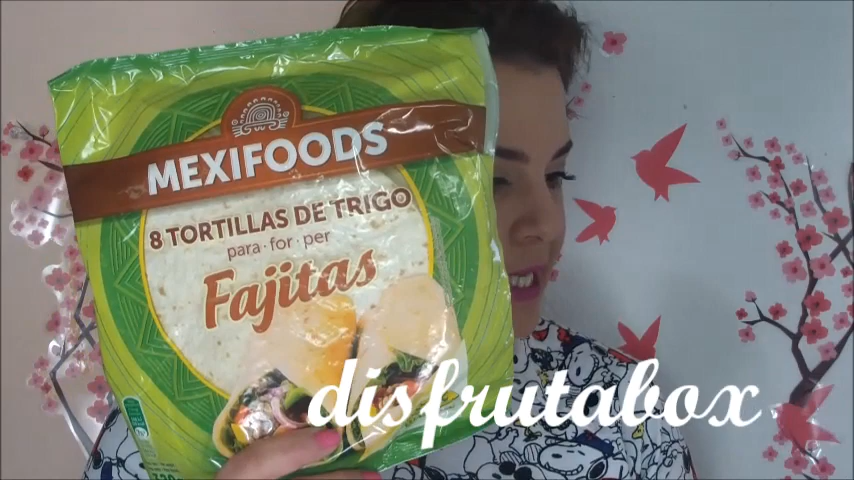 MEXIFOODS
8 TORTILLAS DE TRIGO
para · for · per
Fajitas
disfrutabox